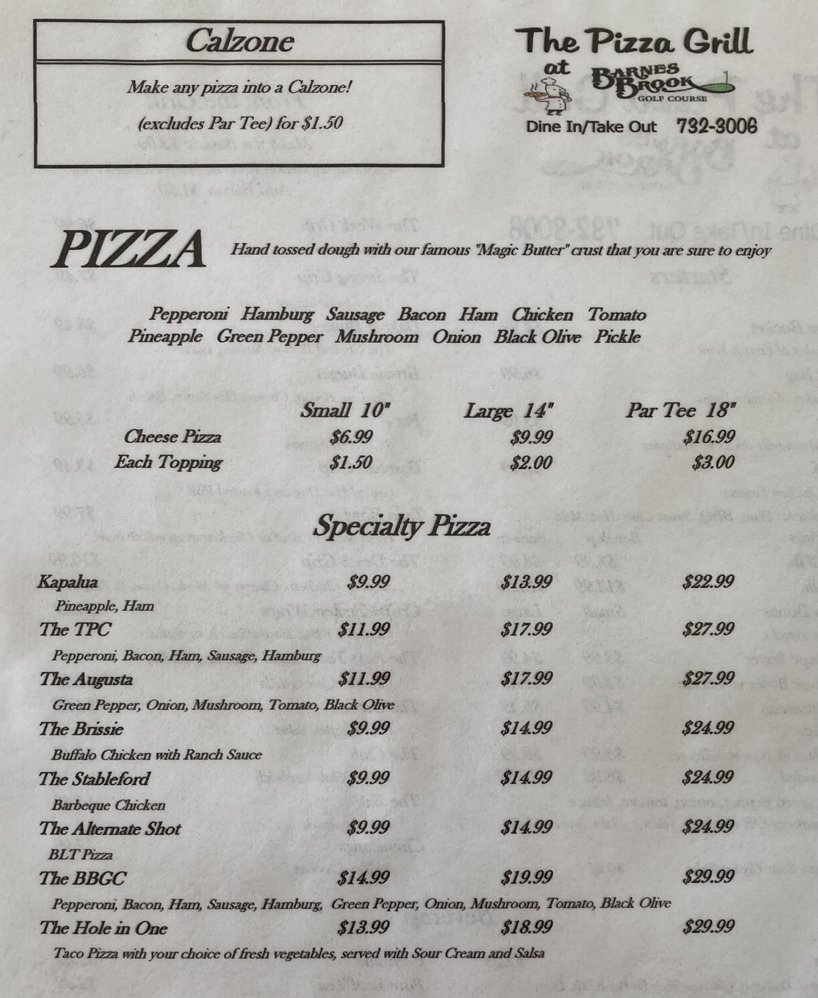 Calzone
Make any pizza into a Calzone!
(excludes Par Tee) for $1.50
The Pizza Grill
at BARNES BROOK
GOLF COURSE
Dine In/Take Out 732-3006
PIZZA Hand tossed dough with our famous "Magic Butter" crust that you are sure to enjoy
Pepperoni Hamburg Sausage Bacon Ham Chicken Tomato
Pineapple Green Pepper Mushroom Onion Black Olive Pickle
Small 10" Large 14" Par Tee 18"
Cheese Pizza $6.99 $9.99 $16.99
Each Topping $1.50 $2.00 $3.00
Specialty Pizza
Kapalua $9.99 $13.99 $22.99
Pineapple, Ham
The TPC $11.99 $17.99 $27.99
Pepperoni, Bacon, Ham, Sausage, Hamburg
The Augusta $11.99 $17.99 $27.99
Green Pepper, Onion, Mushroom, Tomato, Black Olive
The Brissie $9.99 $14.99 $24.99
Buffalo Chicken with Ranch Sauce
The Stableford $9.99 $14.99 $24.99
Barbeque Chicken
The Alternate Shot $9.99 $14.99 $24.99
BLT Pizza
The BBGC $14.99 $19.99 $29.99
Pepperoni, Bacon, Ham, Sausage, Hamburg, Green Pepper, Onion, Mushroom, Tomato, Black Olive
The Hole in One $13.99 $18.99 $29.99
Taco Pizza with your choice of fresh vegetables, served with Sour Cream and Salsa